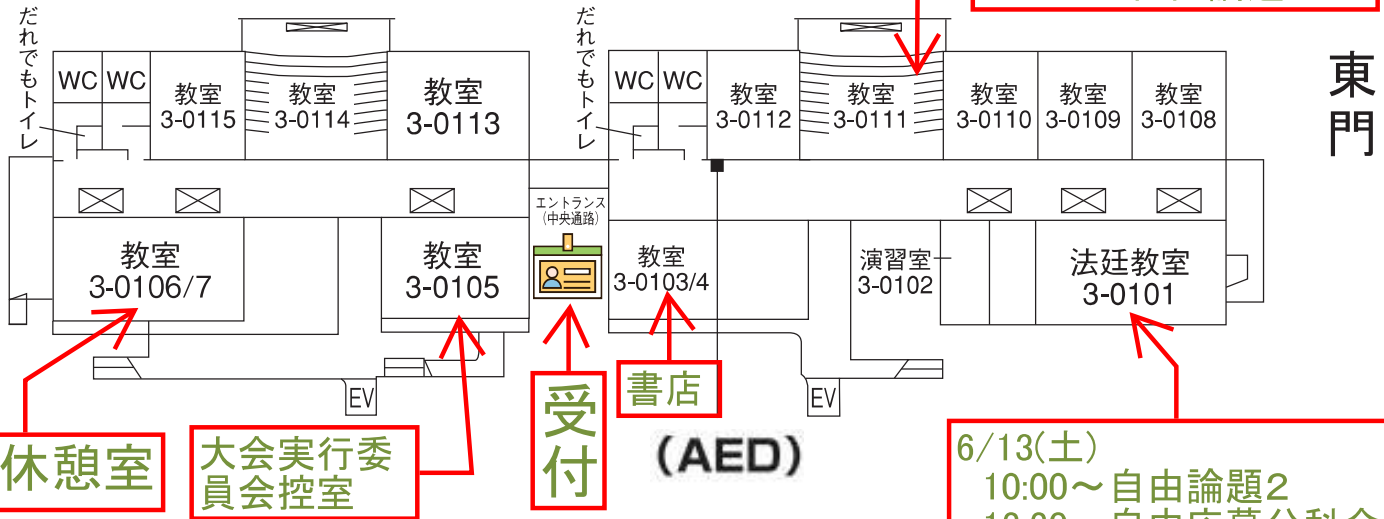 だれでもトイレ
WC
WC
教室
3-0115
教室
3-0114
教室
3-0113
だれでもトイレ
WC
WC
教室
3-0112
教室
3-0111
教室
3-0110
教室
3-0109
教室
3-0108
東門
エントランス
(中央通路)
教室
3-0106/7
教室
3-0105
教室
3-0103/4
演習室
3-0102
法廷教室
3-0101
EV
EV
休憩室
大会実行委
員会控室
受付
書店
(AED)
6/13(土)
10:00～自由論題2